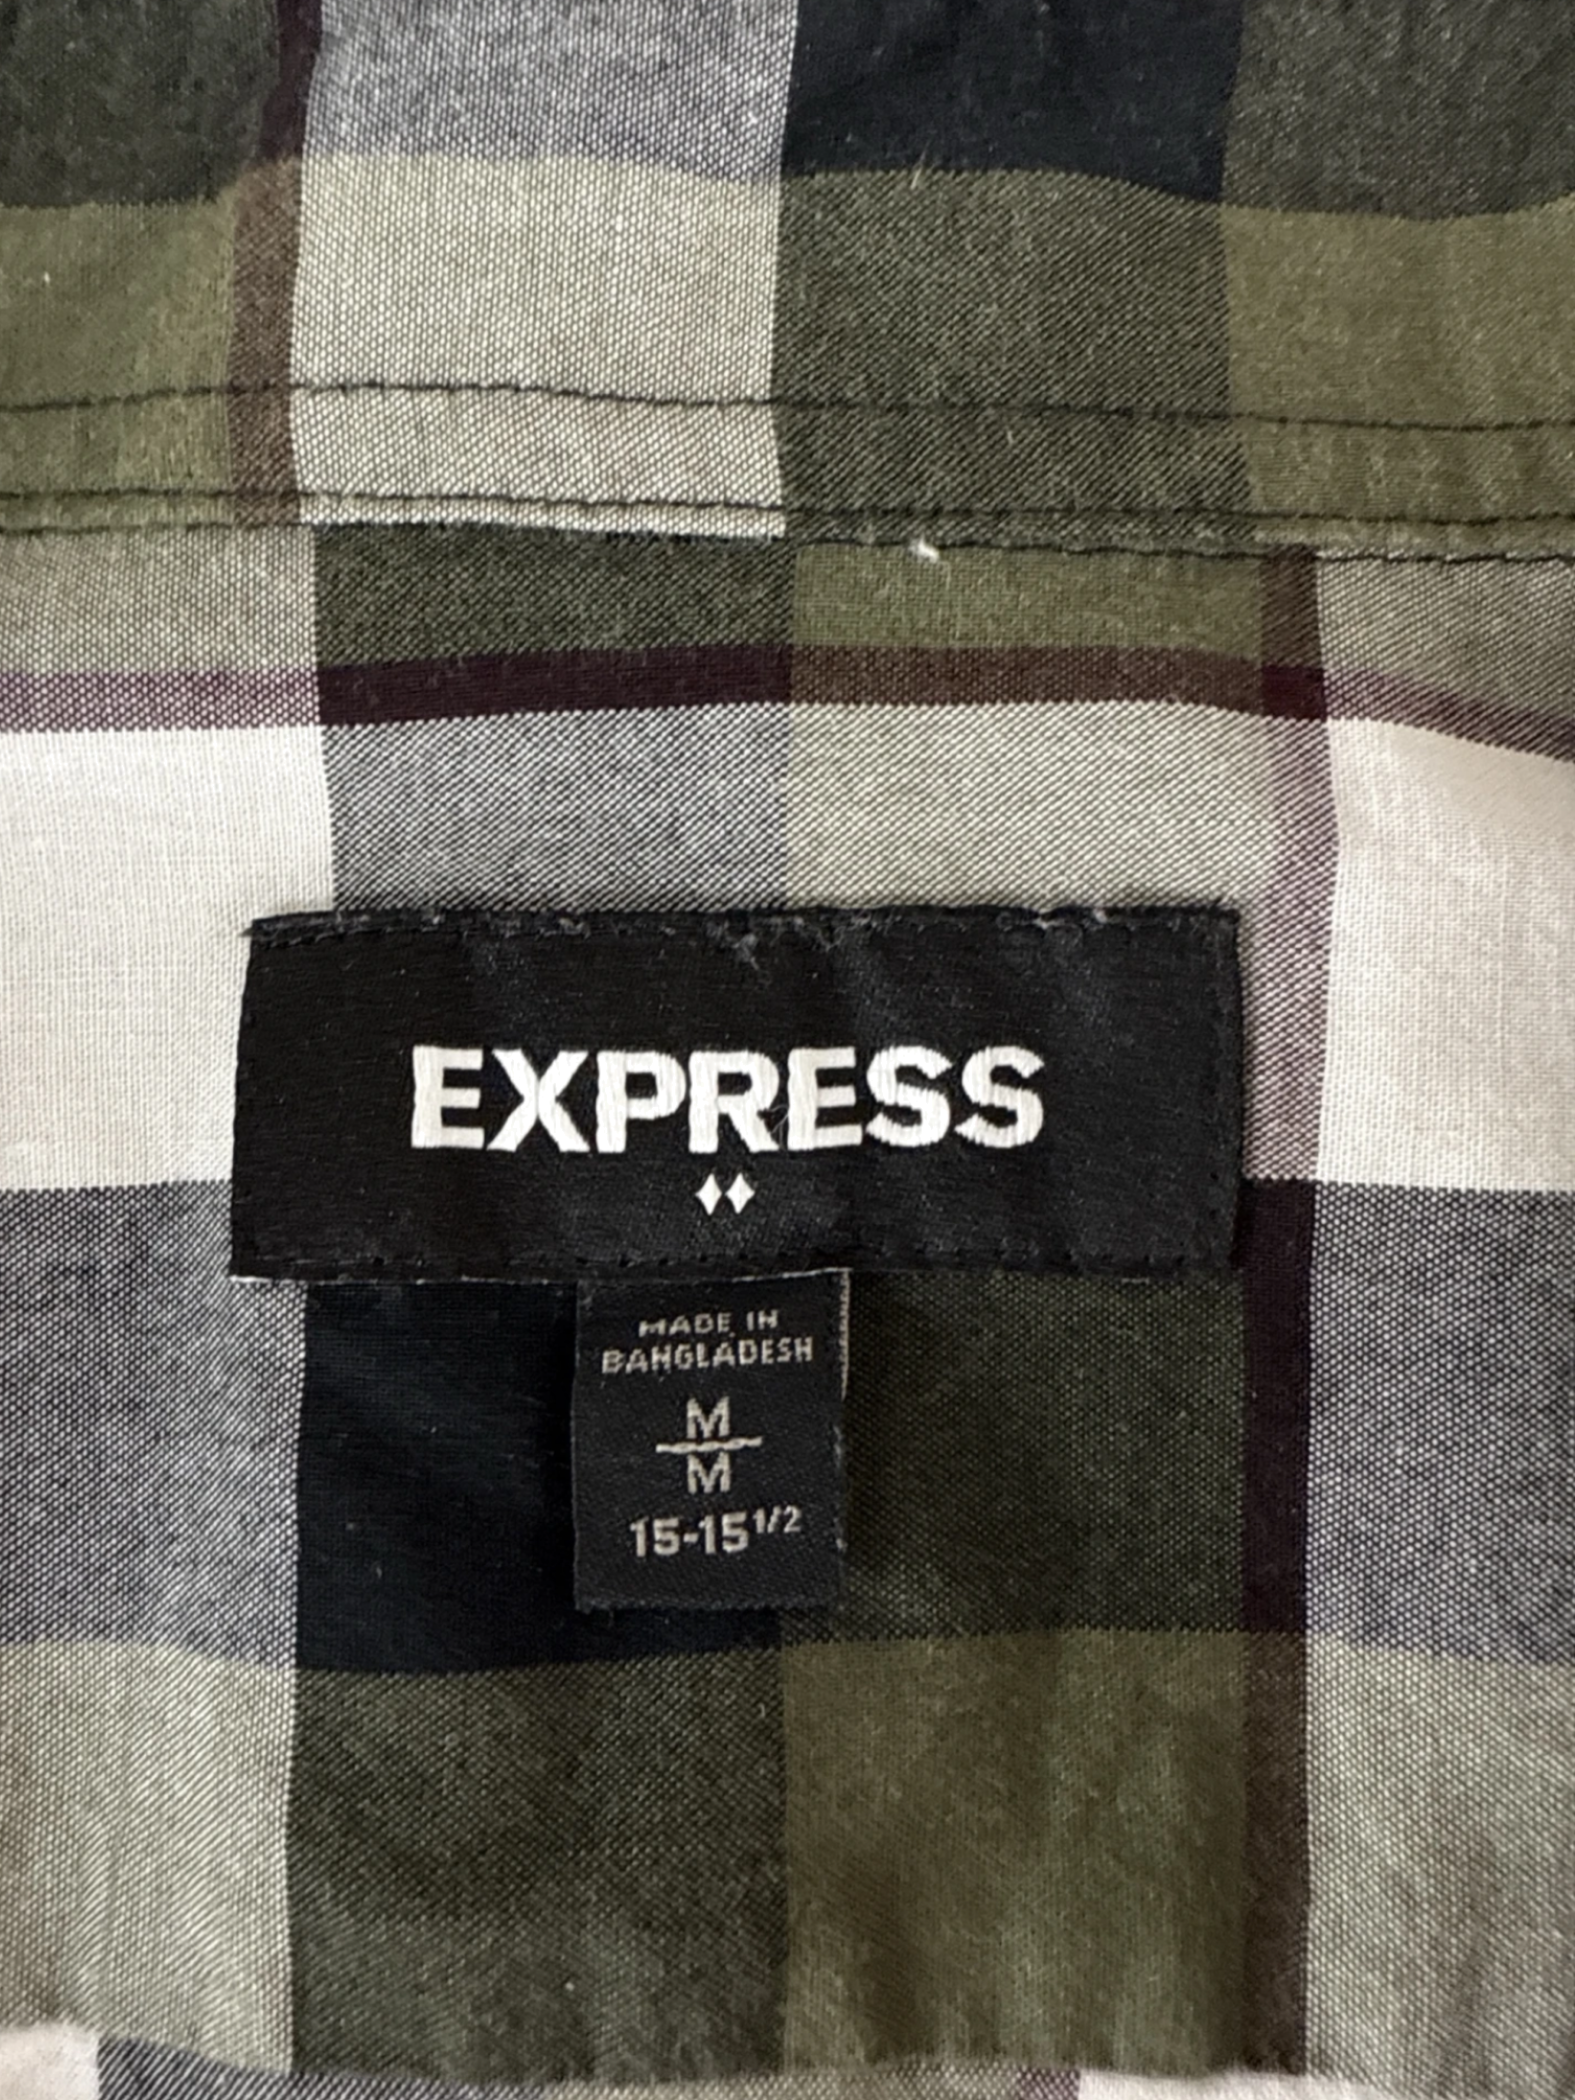 EXPRESS
MADE IN
BANGLADESH
M
M
15-15 1/2